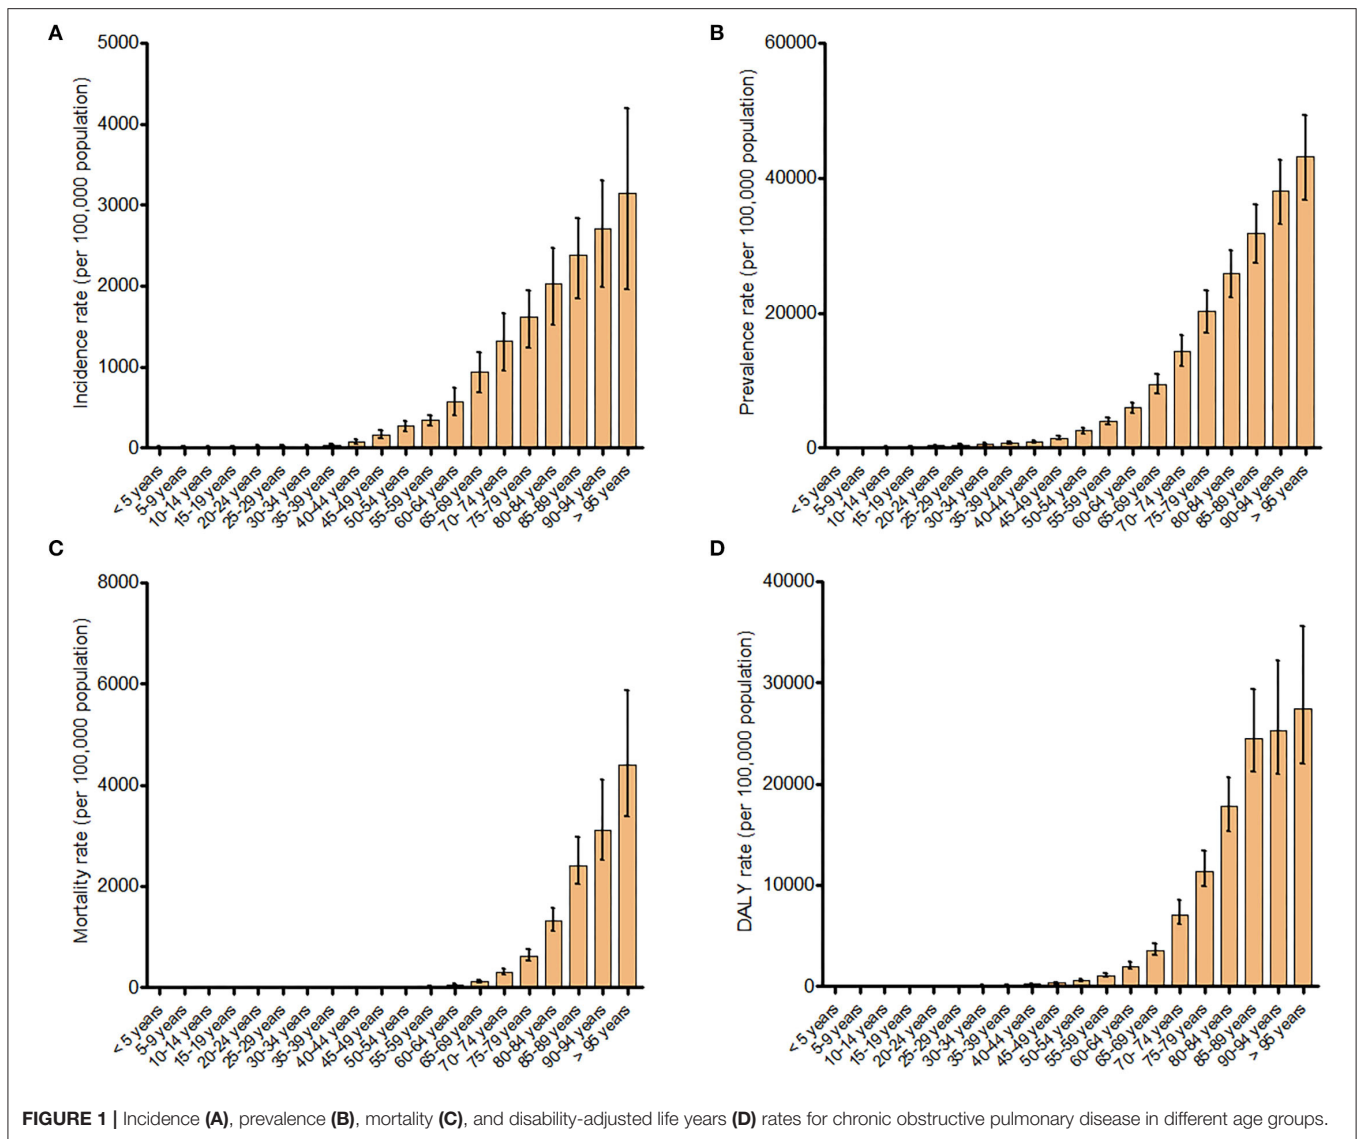 A
5000
4000
3000
2000
1000
0
Incidence rate (per 100,000 population)
< 5 years
5-9 years
10-14 years
15-19 years
20-24 years
25-29 years
30-34 years
35-39 years
40-44 years
45-49 years
50-54 years
55-59 years
60-64 years
65-69 years
70- 74 years
75-79 years
80-84 years
85-89 years
90-94 years
> 95 years
B
60000
40000
20000
0
Prevalence rate (per 100,000 population)
< 5 years
5-9 years
10-14 years
15-19 years
20-24 years
25-29 years
30-34 years
35-39 years
40-44 years
45-49 years
50-54 years
55-59 years
60-64 years
65-69 years
70- 74 years
75-79 years
80-84 years
85-89 years
90-94 years
> 95 years
C
8000
6000
4000
2000
0
Mortality rate (per 100,000 population)
< 5 years
5-9 years
10-14 years
15-19 years
20-24 years
25-29 years
30-34 years
35-39 years
40-44 years
45-49 years
50-54 years
55-59 years
60-64 years
65-69 years
70- 74 years
75-79 years
80-84 years
85-89 years
90-94 years
> 95 years
D
40000
30000
20000
10000
0
DALY rate (per 100,000 population)
< 5 years
5-9 years
10-14 years
15-19 years
20-24 years
25-29 years
30-34 years
35-39 years
40-44 years
45-49 years
50-54 years
55-59 years
60-64 years
65-69 years
70- 74 years
75-79 years
80-84 years
85-89 years
90-94 years
> 95 years
FIGURE 1 | Incidence (A), prevalence (B), mortality (C), and disability-adjusted life years (D) rates for chronic obstructive pulmonary disease in different age groups.